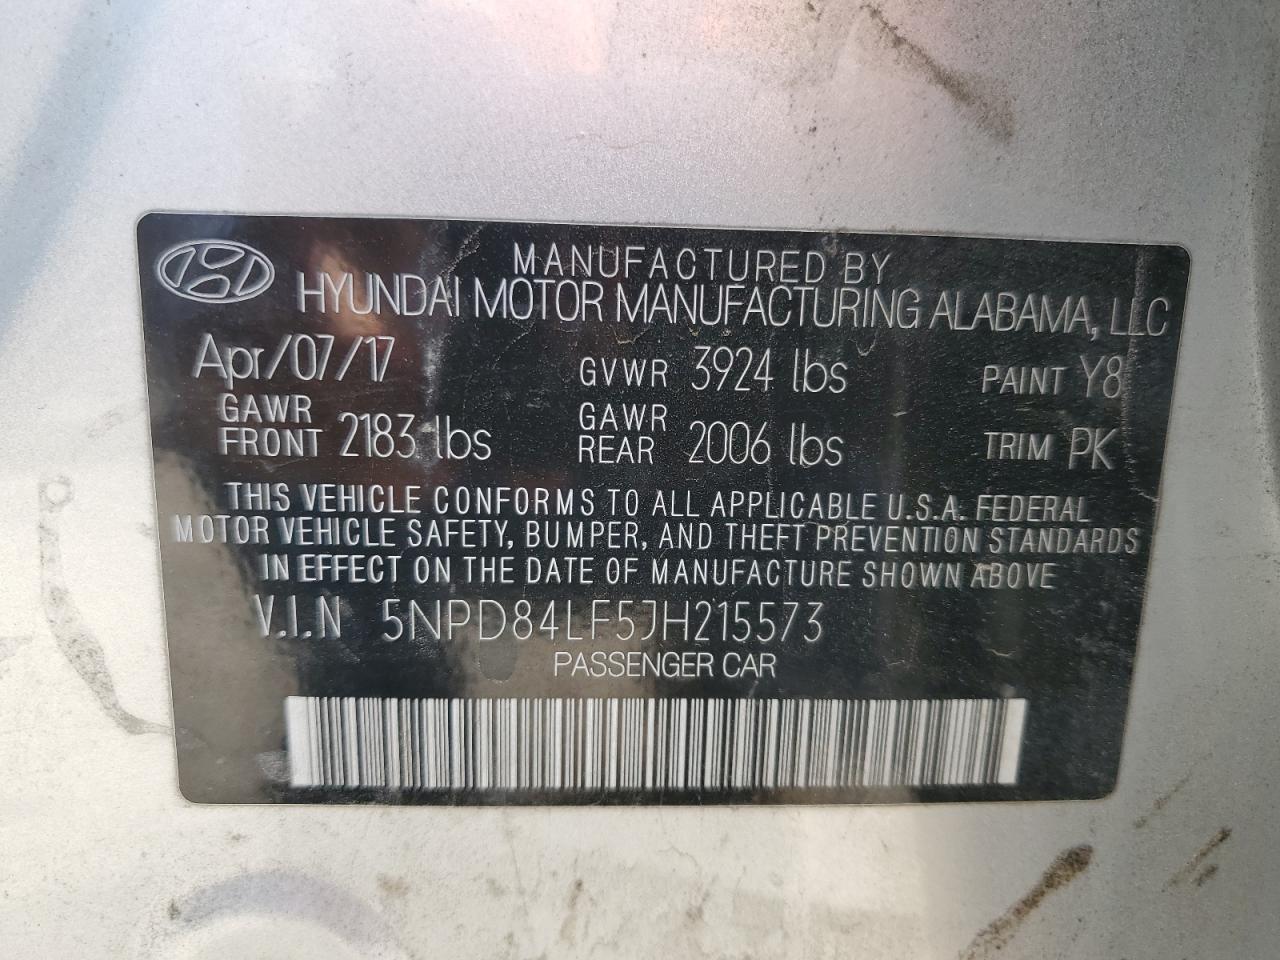 MANUFACTURED BY
HYUNDAI MOTOR MANUFACTURING ALABAMA, LLC
Apr/07/17 GVWR 3924 lbs PAINT Y8
GAWR FRONT 2183 lbs GAWR REAR 2006 lbs TRIM PK
THIS VEHICLE CONFORMS TO ALL APPLICABLE U.S.A. FEDERAL
MOTOR VEHICLE SAFETY, BUMPER, AND THEFT PREVENTION STANDARDS
IN EFFECT ON THE DATE OF MANUFACTURE SHOWN ABOVE
V.I.N 5NPD84LF5JH215573
PASSENGER CAR